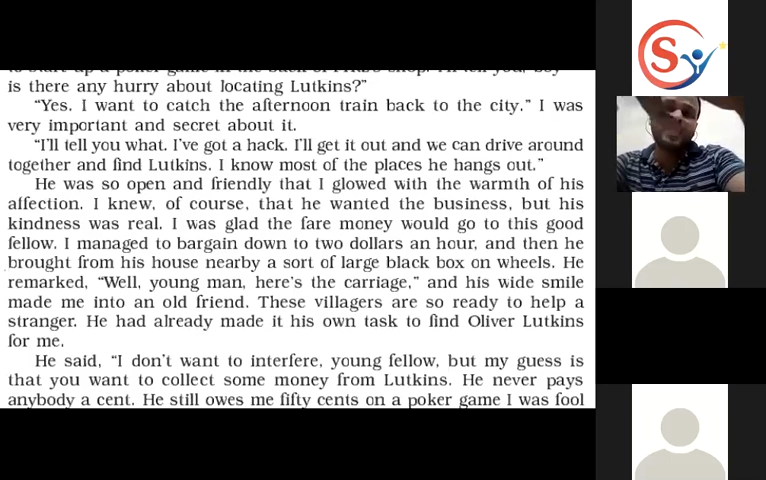 is there any hurry about locating Lutkins?"
"Yes. I want to catch the afternoon train back to the city." I was
very important and secret about it.
"I'll tell you what. I've got a hack. I'll get it out and we can drive around
together and find Lutkins. I know most of the places he hangs out."
He was so open and friendly that I glowed with the warmth of his
affection. I knew, of course, that he wanted the business, but his
kindness was real. I was glad the fare money would go to this good
fellow. I managed to bargain down to two dollars an hour, and then he
brought from his house nearby a sort of large black box on wheels. He
remarked, "Well, young man, here's the carriage," and his wide smile
made me into an old friend. These villagers are so ready to help a
stranger. He had already made it his own task to find Oliver Lutkins
for me.
He said, "I don't want to interfere, young fellow, but my guess is
that you want to collect some money from Lutkins. He never pays
anybody a cent. He still owes me fifty cents on a poker game I was fool
S